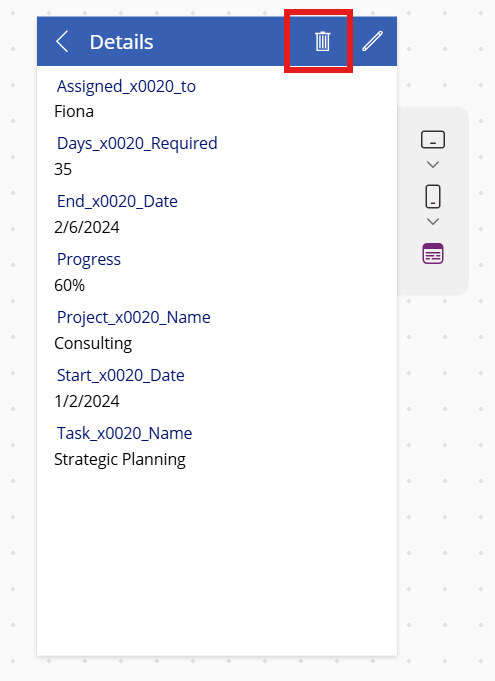 Details
Assigned_x0020_to
Fiona
Days_x0020_Required
35
End_x0020_Date
2/6/2024
Progress
60%
Project_x0020_Name
Consulting
Start_x0020_Date
1/2/2024
Task_x0020_Name
Strategic Planning